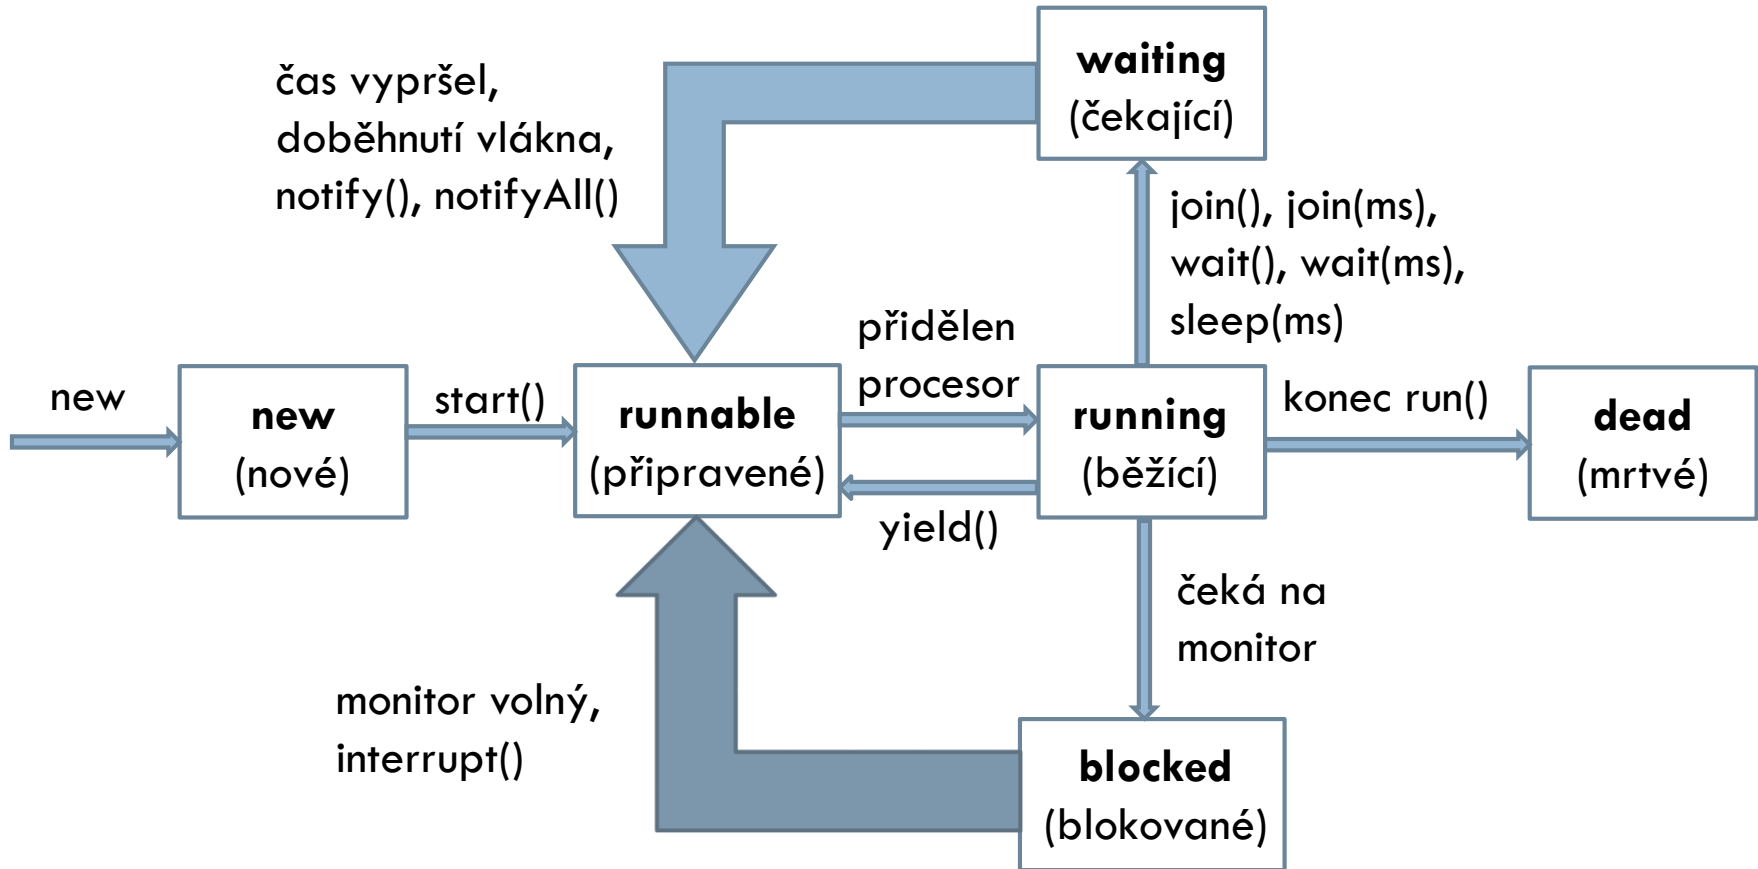 waiting
(čekající)
čas vypršel,
doběhnutí vlákna,
notify(), notifyAll()
join(), join(ms),
wait(), wait(ms),
sleep(ms)
přidělen
procesor
new
new
(nové)
start()
runnable
(připravené)
running
(běžící)
konec run()
dead
(mrtvé)
yield()
čeká na
monitor
monitor volný,
interrupt()
blocked
(blokované)